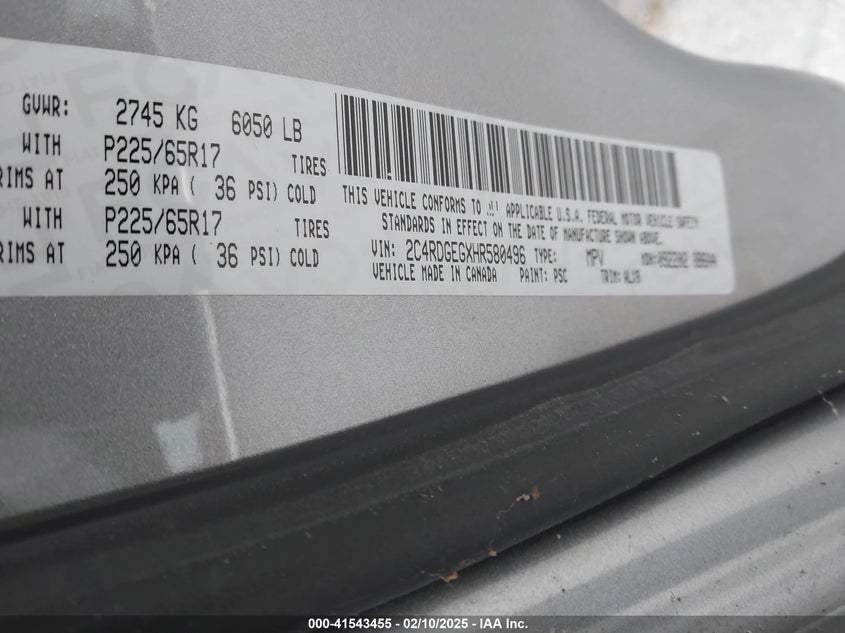 GVWR: 2745 KG 6050 LB
WITH P225/65R17 TIRES
RIMS AT 250 KPA ( 36 PSI) COLD
WITH P225/65R17 TIRES
RIMS AT 250 KPA ( 36 PSI) COLD
THIS VEHICLE CONFORMS TO APPLICABLE U.S.A. FEDERAL MOTOR VEHICLE SAFETY
STANDARDS IN EFFECT ON THE DATE OF MANUFACTURE SHOWN ABOVE.
VIN: 2C4RDGEGXHR580496 TYPE: MPV MDH:
VEHICLE MADE IN CANADA PAINT: PSC TRIM: ALX9
000-41543455 - 02/10/2025 - IAA Inc.